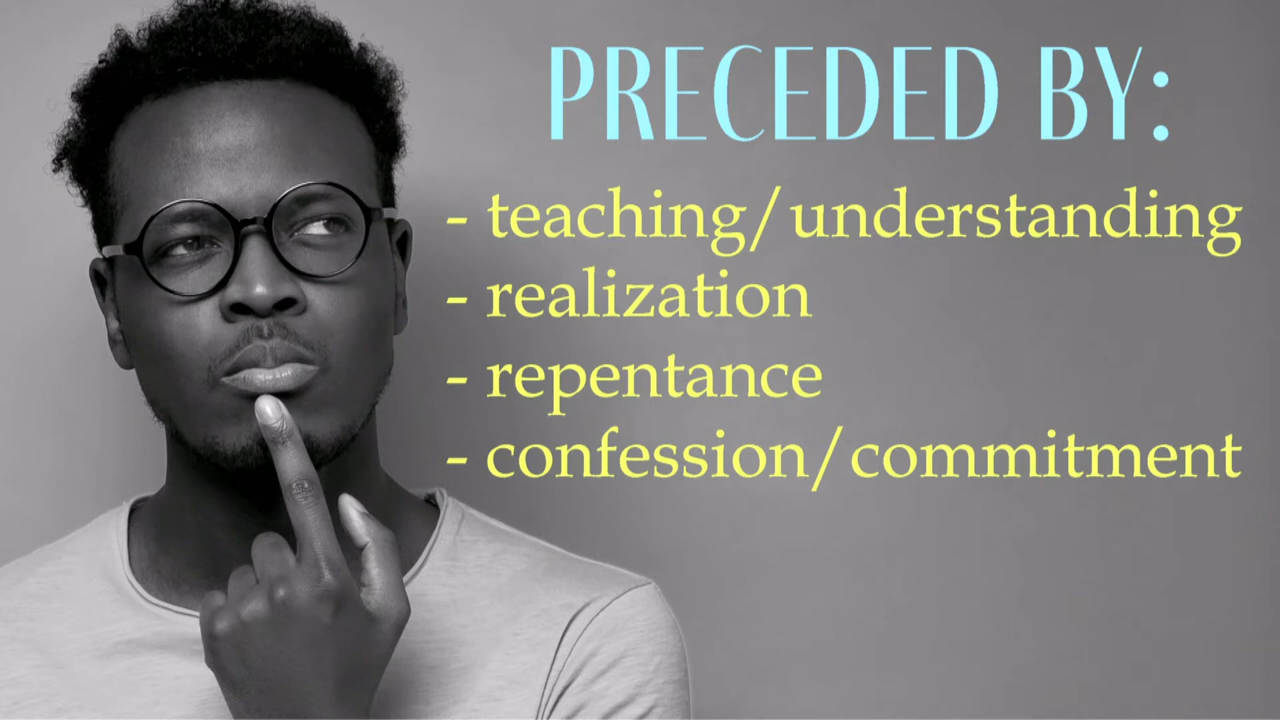 PRECEDED BY:
- teaching/understanding
- realization
- repentance
- confession/commitment